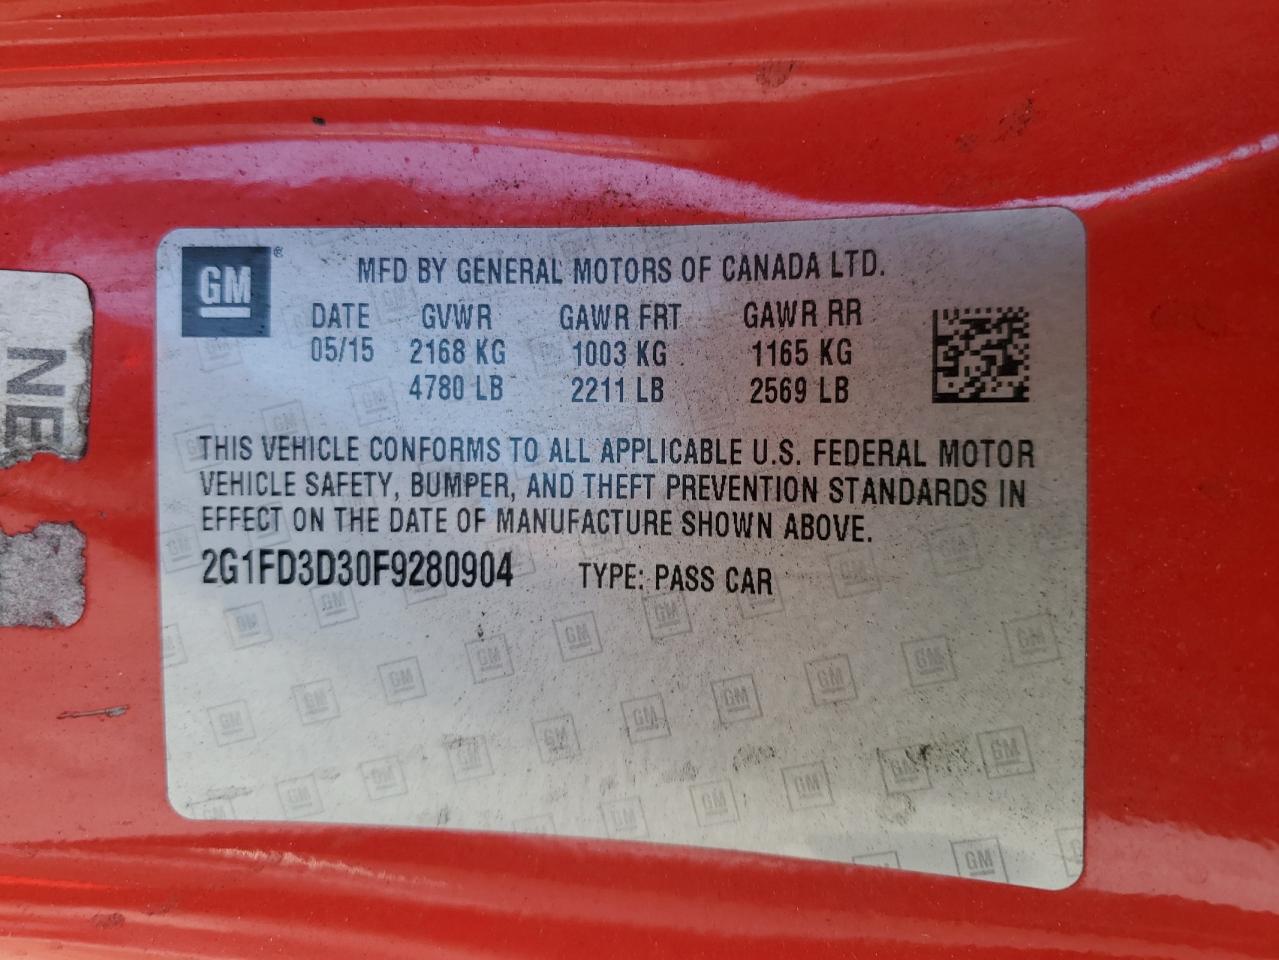 GM ®
MFD BY GENERAL MOTORS OF CANADA LTD.
DATE GVWR GAWR FRT GAWR RR
05/15 2168 KG 1003 KG 1165 KG
4780 LB 2211 LB 2569 LB
THIS VEHICLE CONFORMS TO ALL APPLICABLE U.S. FEDERAL MOTOR
VEHICLE SAFETY, BUMPER, AND THEFT PREVENTION STANDARDS IN
EFFECT ON THE DATE OF MANUFACTURE SHOWN ABOVE.
2G1FD3D30F9280904 TYPE: PASS CAR
NE